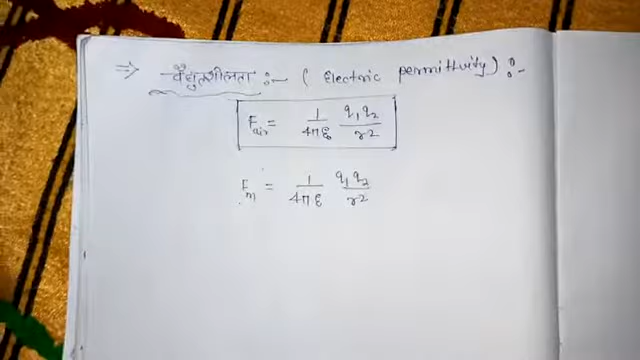 ⇒ वैद्युतशीलता :- ( Electric permittivity) :-
F_air = 1/4πε₀ q₁q₂/r²
F_m = 1/4πε q₁q₂/r²